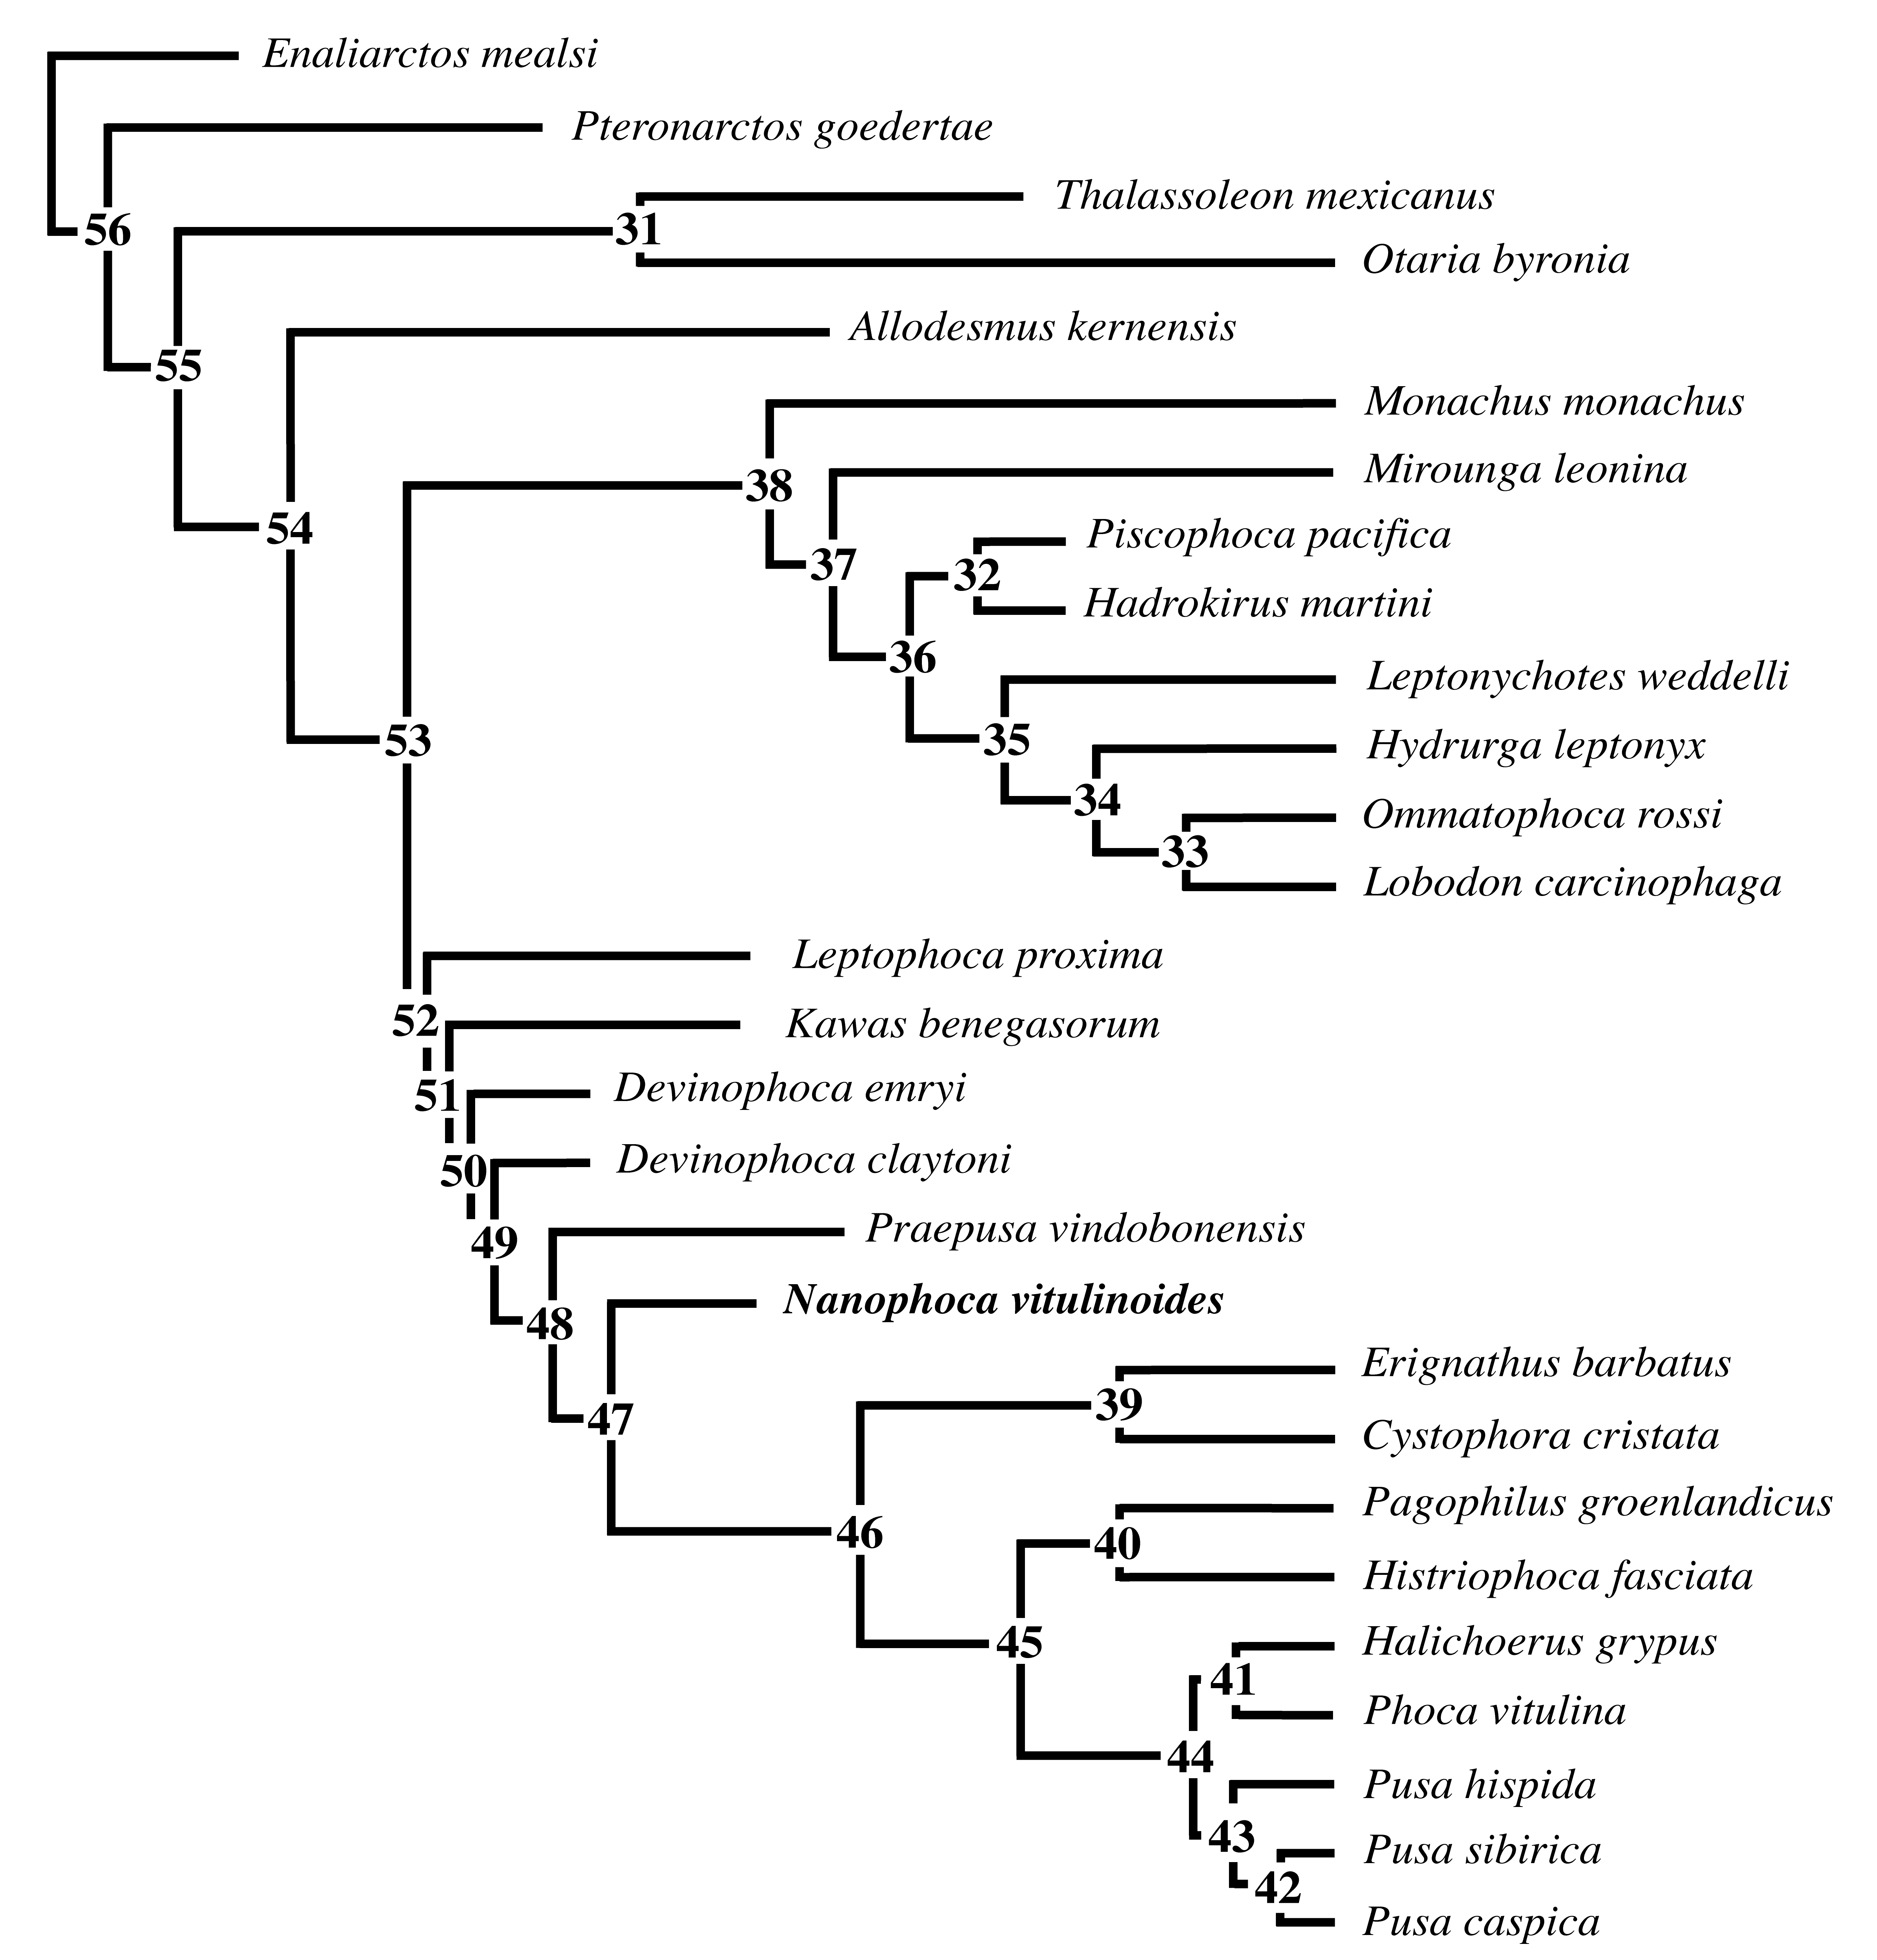 Enaliarctos mealsi
Pteronarctos goedertae
Thalassoleon mexicanus
56
31
Otaria byronia
Allodesmus kernensis
55
Monachus monachus
Mirounga leonina
38
54
Piscophoca pacifica
37
32
Hadrokirus martini
36
Leptonychotes weddelli
53
35
Hydrurga leptonyx
34
Ommatophoca rossi
33
Lobodon carcinophaga
Leptophoca proxima
52
Kawas benegasorum
51
Devinophoca emryi
50
Devinophoca claytoni
49
Praepusa vindobonensis
Nanophoca vitulinoides
48
Erignathus barbatus
39
47
Cystophora cristata
Pagophilus groenlandicus
46
40
Histriophoca fasciata
45
Halichoerus grypus
41
Phoca vitulina
44
Pusa hispida
43
Pusa sibirica
42
Pusa caspica